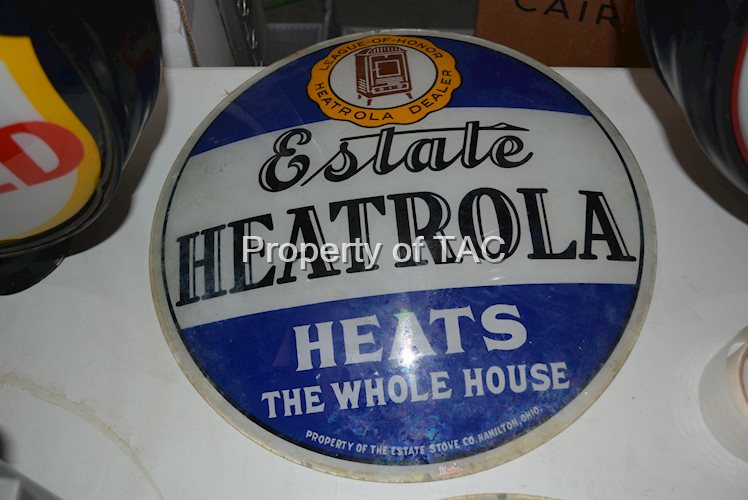 CAIR
LEAGUE-OF-HONOR
HEATROLA DEALER
Estate
HEATROLA
Property of TAC
HEATS
THE WHOLE HOUSE
PROPERTY OF THE ESTATE STOVE CO. HAMILTON, OHIO.